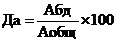 Да = Абд / Аобщ ×100